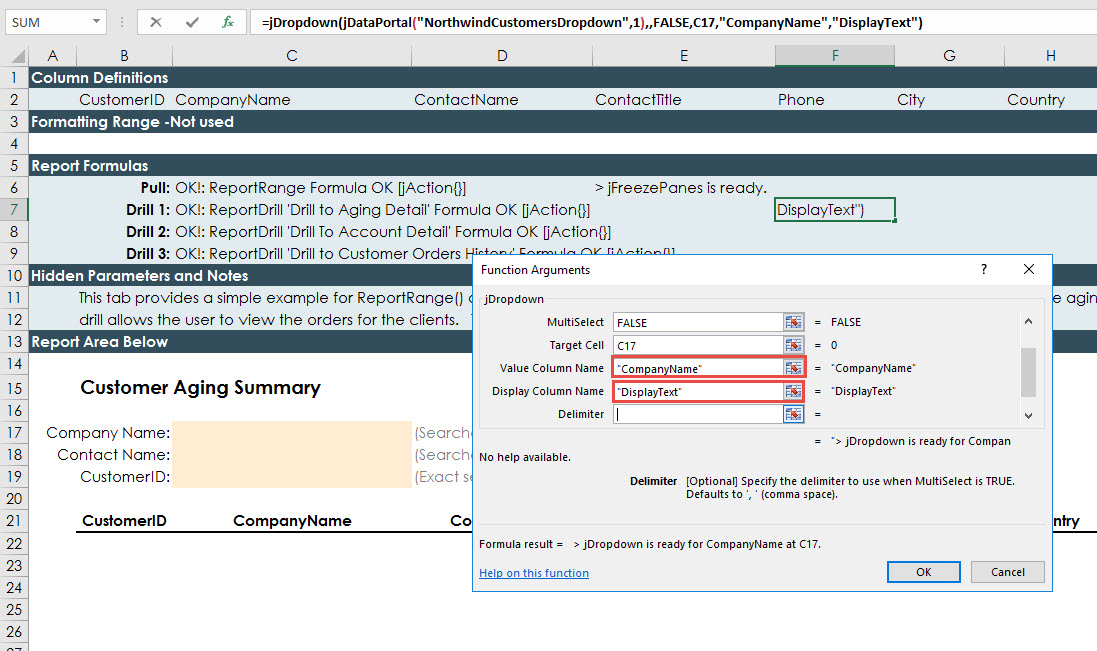 SUM fx =jDropdown(jDataPortal("NorthwindCustomersDropdown",1),,FALSE,C17,"CompanyName","DisplayText")
A B C D E F G H
1 Column Definitions
2 CustomerID CompanyName ContactName ContactTitle Phone City Country
3 Formatting Range -Not used
4
5 Report Formulas
6 Pull: OK!: ReportRange Formula OK [jAction{}] > jFreezePanes is ready.
7 Drill 1: OK!: ReportDrill 'Drill to Aging Detail' Formula OK [jAction{}] DisplayText")
8 Drill 2: OK!: ReportDrill 'Drill To Account Detail' Formula OK [jAction{}]
9 Drill 3: OK!: ReportDrill 'Drill to Customer Orders History' Formula OK [jAction{}]
10 Hidden Parameters and Notes
11 This tab provides a simple example for ReportRange() e agin
12 drill allows the user to view the orders for the clients.
13 Report Area Below
14
15 Customer Aging Summary
16
17 Company Name: (Search
18 Contact Name: (Search
19 CustomerID: (Exact se
20
21 CustomerID CompanyName Co ntry
22
23
24
25
26
27
Function Arguments ? ×
jDropdown
MultiSelect FALSE = FALSE
Target Cell C17 = 0
Value Column Name "CompanyName" = "CompanyName"
Display Column Name "DisplayText" = "DisplayText"
Delimiter =
= "> jDropdown is ready for Compan
No help available.
Delimiter [Optional] Specify the delimiter to use when MultiSelect is TRUE.
Defaults to ', ' (comma space).
Formula result = > jDropdown is ready for CompanyName at C17.
Help on this function OK Cancel